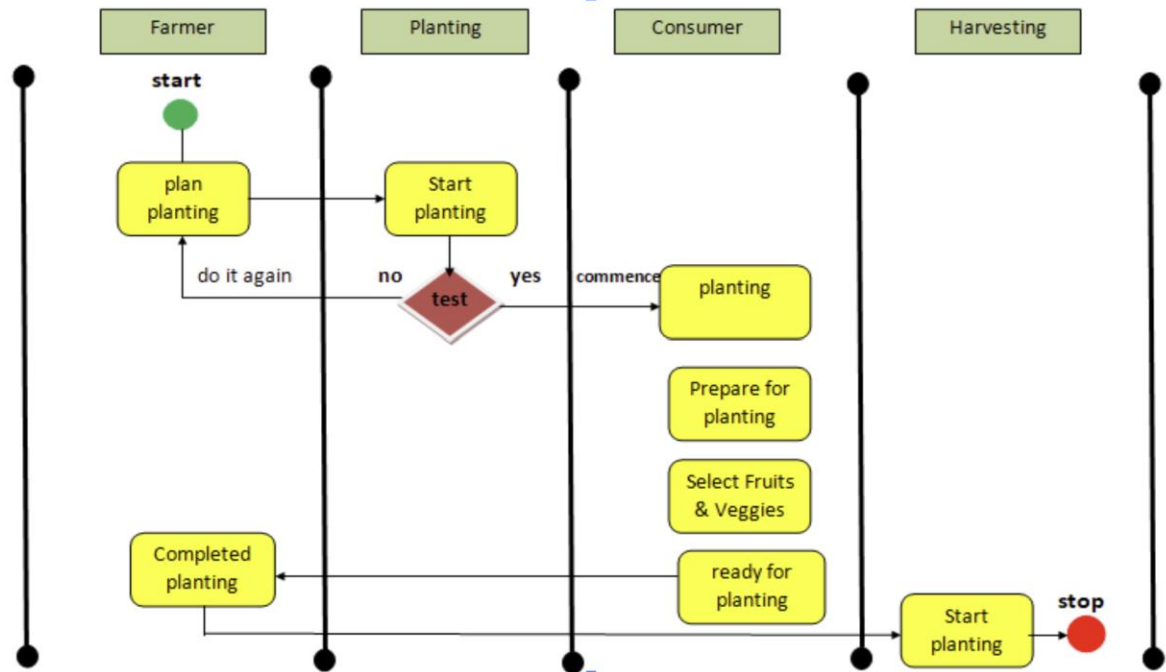 Farmer
Planting
Consumer
Harvesting
start
plan
planting
Start
planting
do it again
no
test
yes
commence
planting
Prepare for
planting
Select Fruits
& Veggies
Completed
planting
ready for
planting
Start
planting
stop